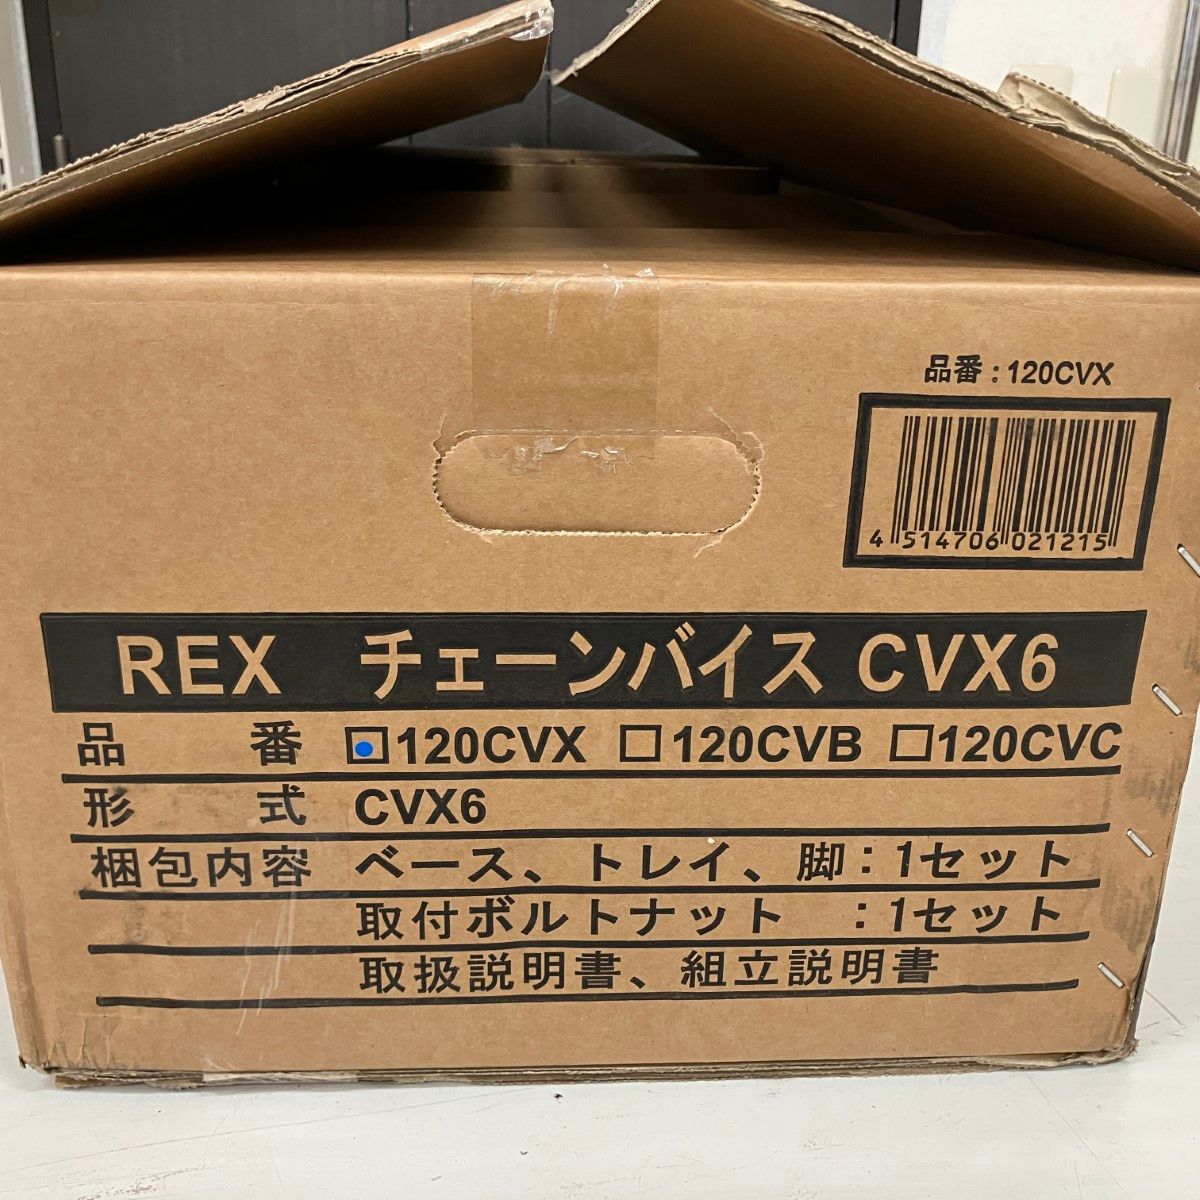 品番：120CVX
4 514706 021215
REX チェーンバイス CVX6
品番 □120CVX □120CVB □120CVC
形式 CVX6
梱包内容 ベース、トレイ、脚：1セット
取付ボルトナット ：1セット
取扱説明書、組立説明書